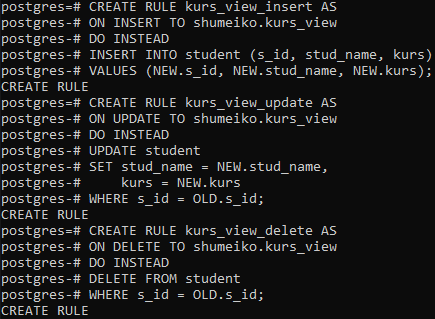 postgres=# CREATE RULE kurs_view_insert AS
postgres-# ON INSERT TO shumeiko.kurs_view
postgres-# DO INSTEAD
postgres-# INSERT INTO student (s_id, stud_name, kurs)
postgres-# VALUES (NEW.s_id, NEW.stud_name, NEW.kurs);
CREATE RULE
postgres=# CREATE RULE kurs_view_update AS
postgres-# ON UPDATE TO shumeiko.kurs_view
postgres-# DO INSTEAD
postgres-# UPDATE student
postgres-# SET stud_name = NEW.stud_name,
postgres-#     kurs = NEW.kurs
postgres-# WHERE s_id = OLD.s_id;
CREATE RULE
postgres=# CREATE RULE kurs_view_delete AS
postgres-# ON DELETE TO shumeiko.kurs_view
postgres-# DO INSTEAD
postgres-# DELETE FROM student
postgres-# WHERE s_id = OLD.s_id;
CREATE RULE